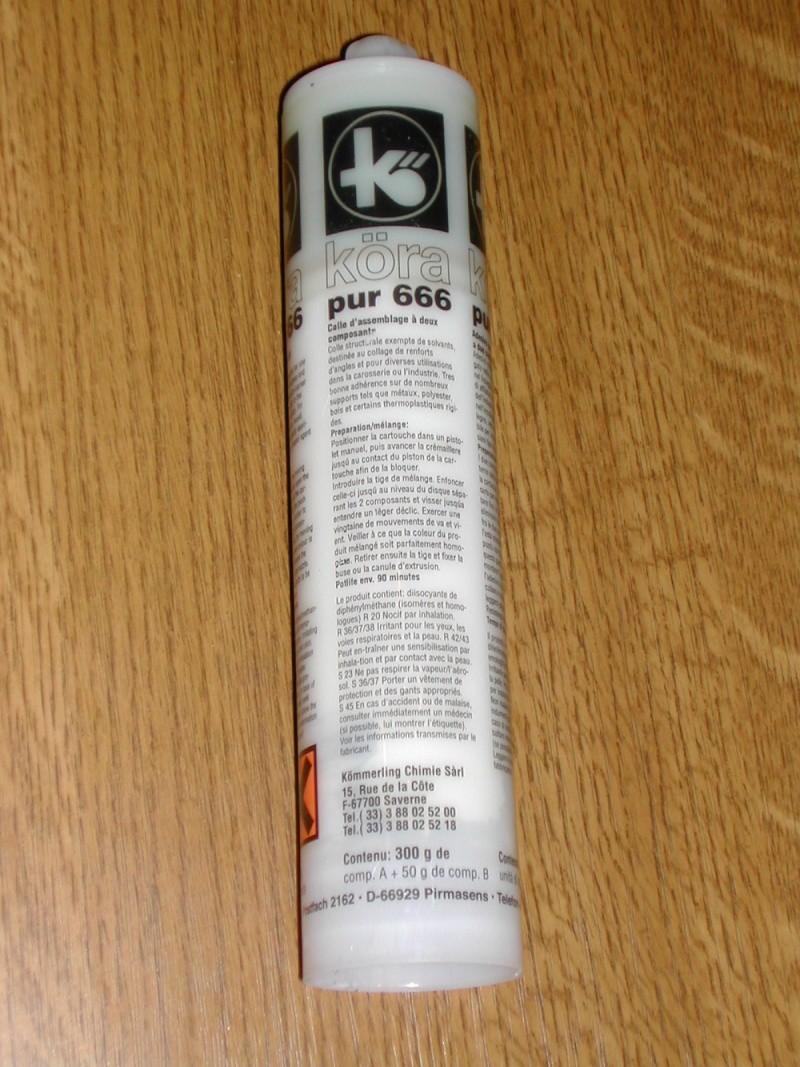 köra
pur 666
Colle d'assemblage à deux
composants
Colle structurale exempte de solvants,
destinée au collage de renforts
d'angles et pour diverses utilisations
dans la carosserie ou l'industrie. Tres
bonne adhérence sur de nombreux
supports tels que métaux, polyester,
bois et certains thermoplastiques rigi-
des.
Preparation/mélange:
Positionner la cartouche dans un pisto-
let manuel, puis avancer la crémaillere
jusqú au contact du piston de la car-
touche afin de la bloquer.
Introduire la tige de mélange. Enfoncer
celle-ci jusqú au niveau du disque sépa-
rant les 2 composants et visser jusqúa
entendre un léger déclic. Exercer une
vingtaine de mouvements de va et vi-
ent. Veiller à ce que la coleur du pro-
duit mélangé soit parfaitement homo-
gène. Retirer ensuite la tige et fixer la
buse ou la canule d'extrusion.
Potlife env. 90 minutes
Le produit contient: diisocyante de
diphénylméthane (isomères et homo-
logues) R 20 Nocif par inhalation.
R 36/37/38 Irritant pour les yeux, les
voies respiratoires et la peau. R 42/43
Peut en-traîner une sensibilisation par
inhala-tion et par contact avec la peau.
S 23 Ne pas respirer la vapeur/l'aéro-
sol. S 36/37 Porter un vêtement de
protection et des gants appropriés.
S 45 En cas d'accident ou de malaise,
consulter immédiatement un médecin
(si possible, lui montrer l'étiquette).
Voir les informations transmises par le
fabricant.
Kömmerling Chimie Sàrl
15, Rue de la Côte
F-67700 Saverne
Tel.( 33) 3 88 02 52 00
Tel.( 33) 3 88 02 52 18
Contenu: 300 g de
comp. A + 50 g de comp. B
2162 · D-66929 Pirmasens ·